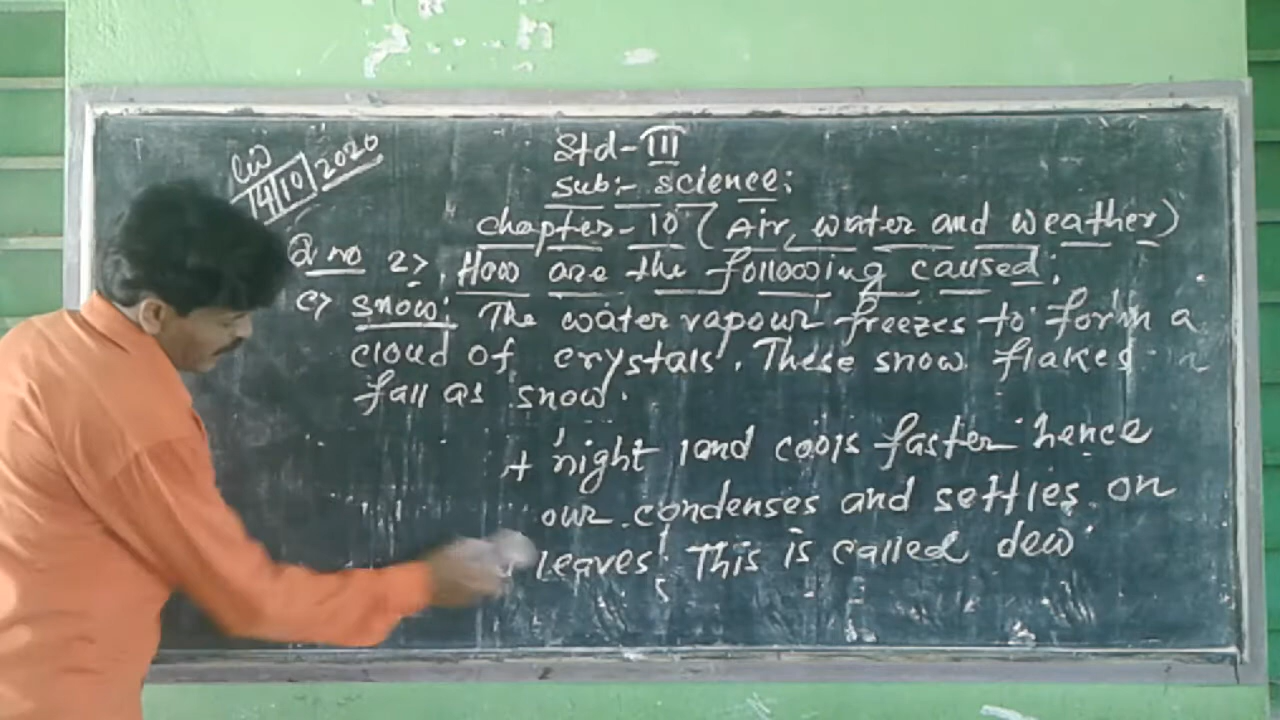 14/10/2020
Std-III
Sub:- science:
chapter-10 (Air, water and weather)
Q no 2>. How are the following caused:
c> snow: The water vapour freezes to form a
cloud of crystals. These snow flakes
fall as snow.
night land cools faster hence
our condenses and settles on
leaves. This is called dew